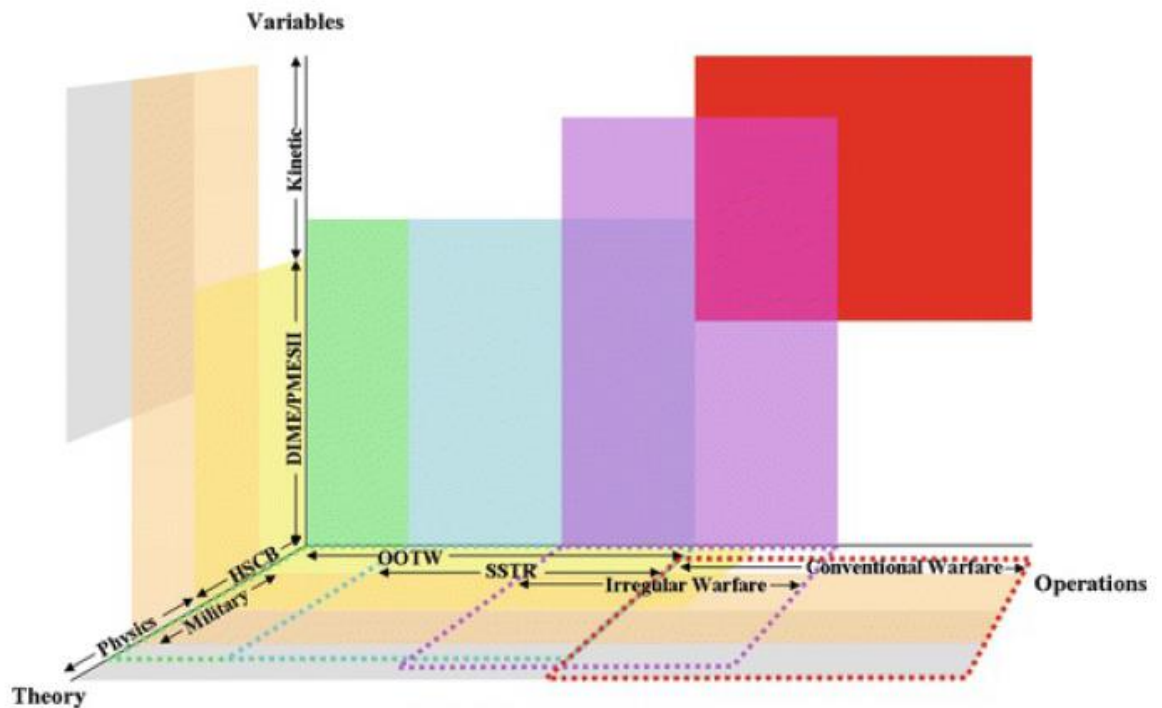 Variables
Kinetic
DIME/PMESII
HSCB
Military
Physics
Theory
OOTW
SSTR
Irregular Warfare
Conventional Warfare
Operations